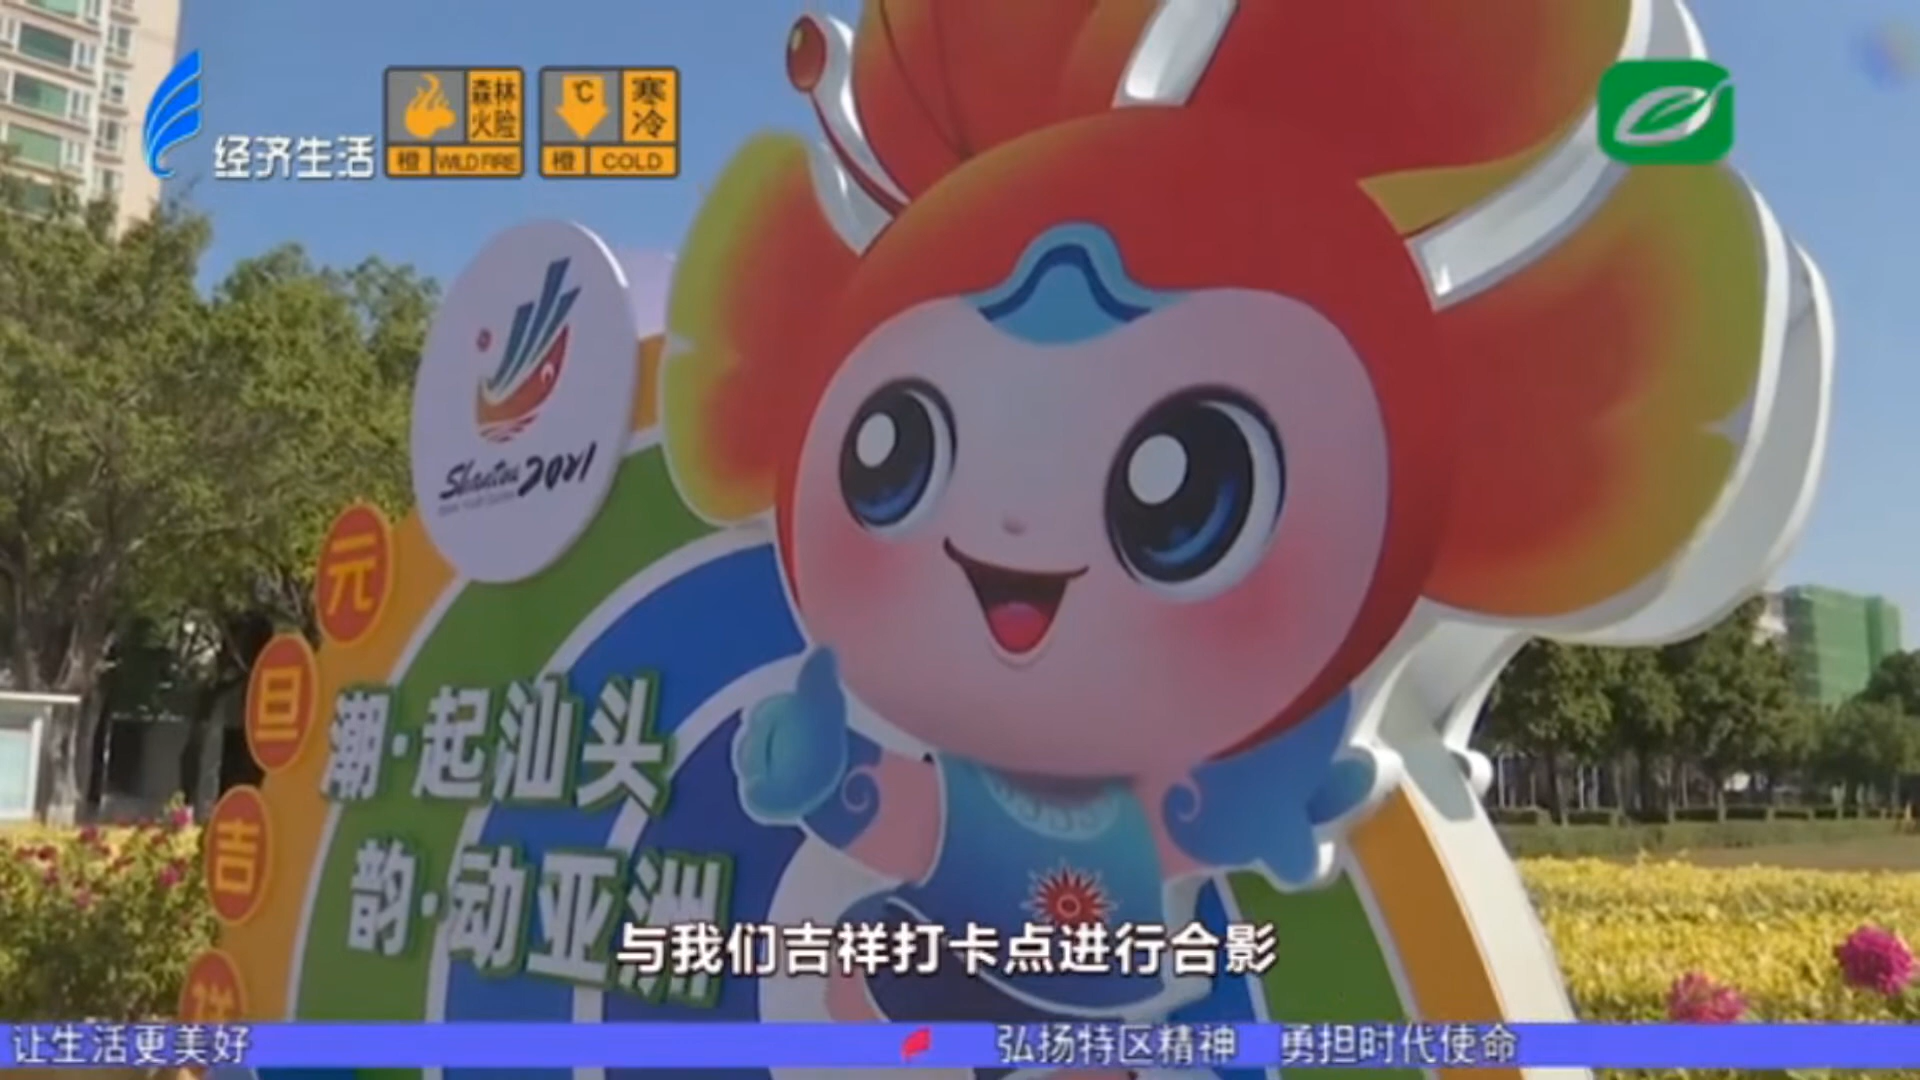 经济生活
森林
火险
橙 WILD FIRE
℃
寒
冷
橙 COLD
Shantou 2021
元
旦
吉
祥
潮·起汕头
韵·动亚洲
与我们吉祥打卡点进行合影
让生活更美好
弘扬特区精神 勇担时代使命